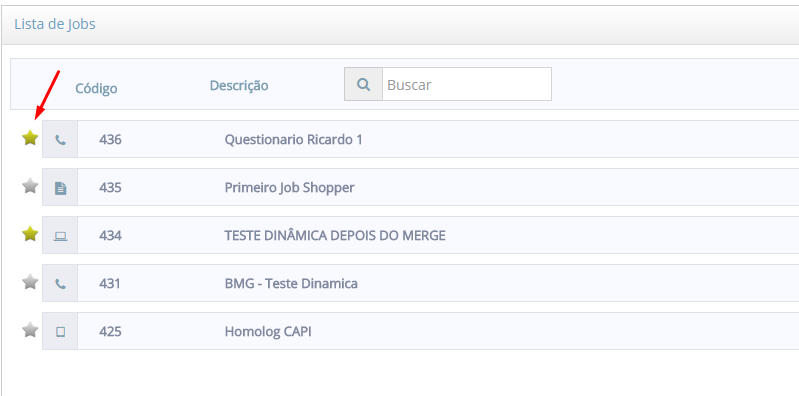 Lista de Jobs
Código Descrição Buscar
436 Questionario Ricardo 1
435 Primeiro Job Shopper
434 TESTE DINÂMICA DEPOIS DO MERGE
431 BMG - Teste Dinamica
425 Homolog CAPI